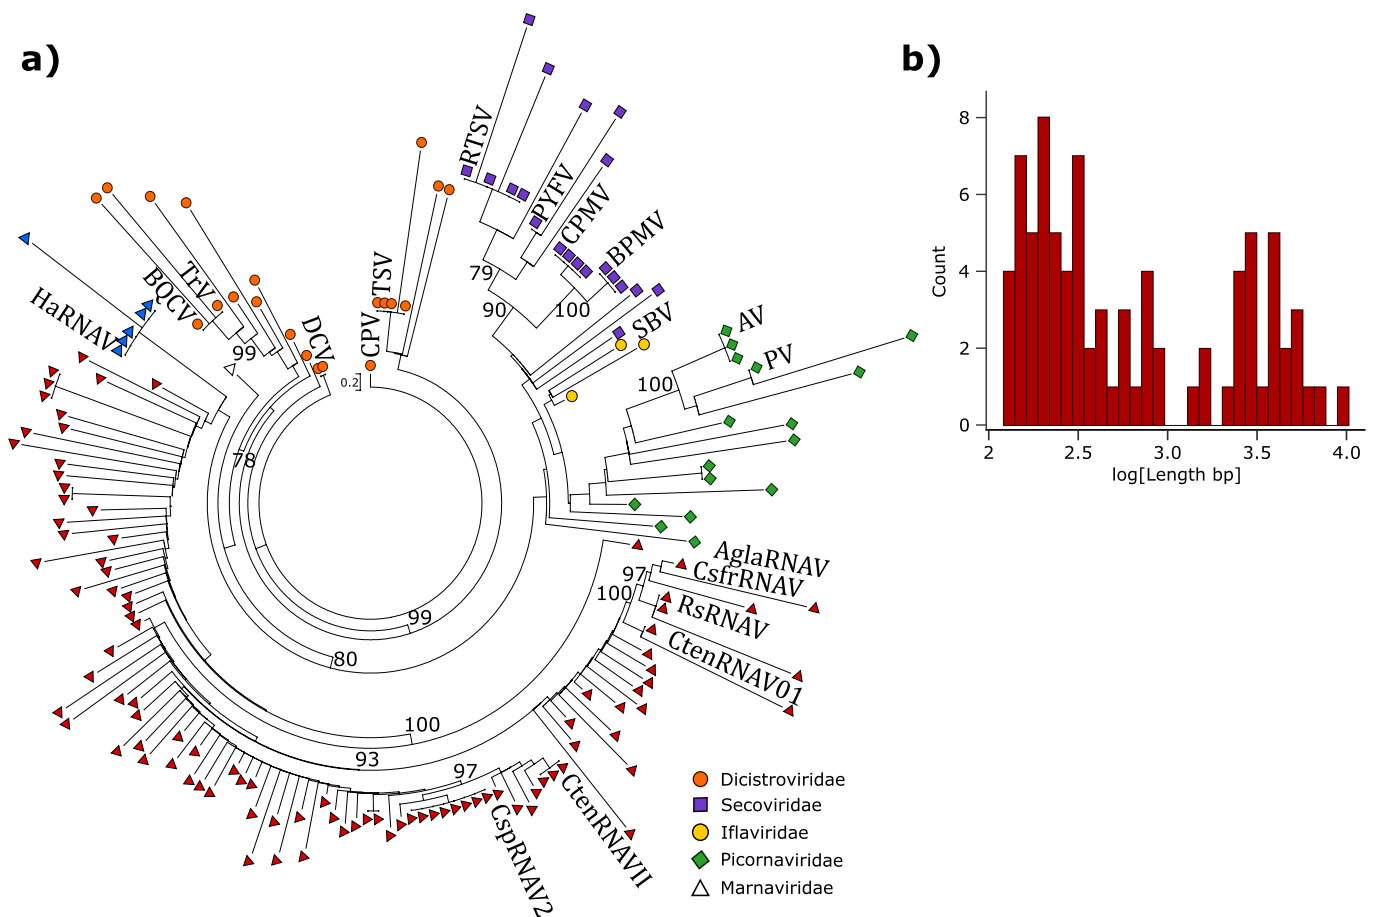 a)
b)
RTSV
PYFV
CPMV
BPMV
79
90
100
SBV
TSV
CPV
DCV
TrV
BQCV
99
HaRNAV
0.2
78
AV
PV
100
AglaRNAV
CsfrRNAV
97
100
RsRNAV
CtenRNAV01
99
80
100
93
97
CspRNAV2
CtenRNAVII
Dicistroviridae
Secoviridae
Iflaviridae
Picornaviridae
Marnaviridae
Count
8
6
4
2
0
2 2.5 3.0 3.5 4.0
log[Length bp]